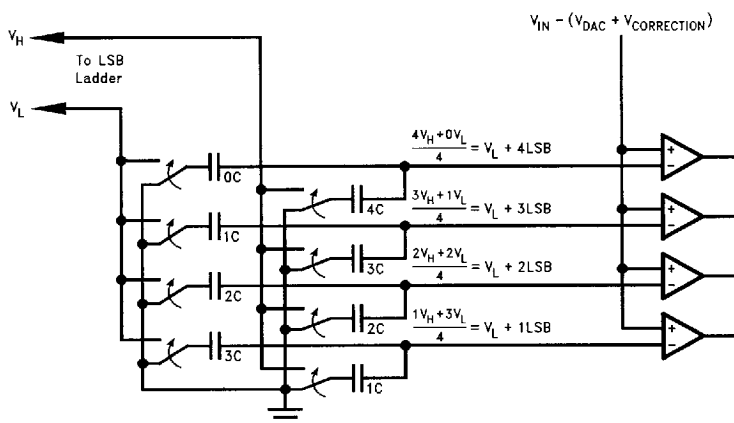 V_H
To LSB
Ladder
V_L
V_IN − (V_DAC + V_CORRECTION)
(4V_H + 0V_L)/4 = V_L + 4LSB
0C
4C
(3V_H + 1V_L)/4 = V_L + 3LSB
1C
3C
(2V_H + 2V_L)/4 = V_L + 2LSB
2C
2C
(1V_H + 3V_L)/4 = V_L + 1LSB
3C
1C
+
−
+
−
+
−
+
−